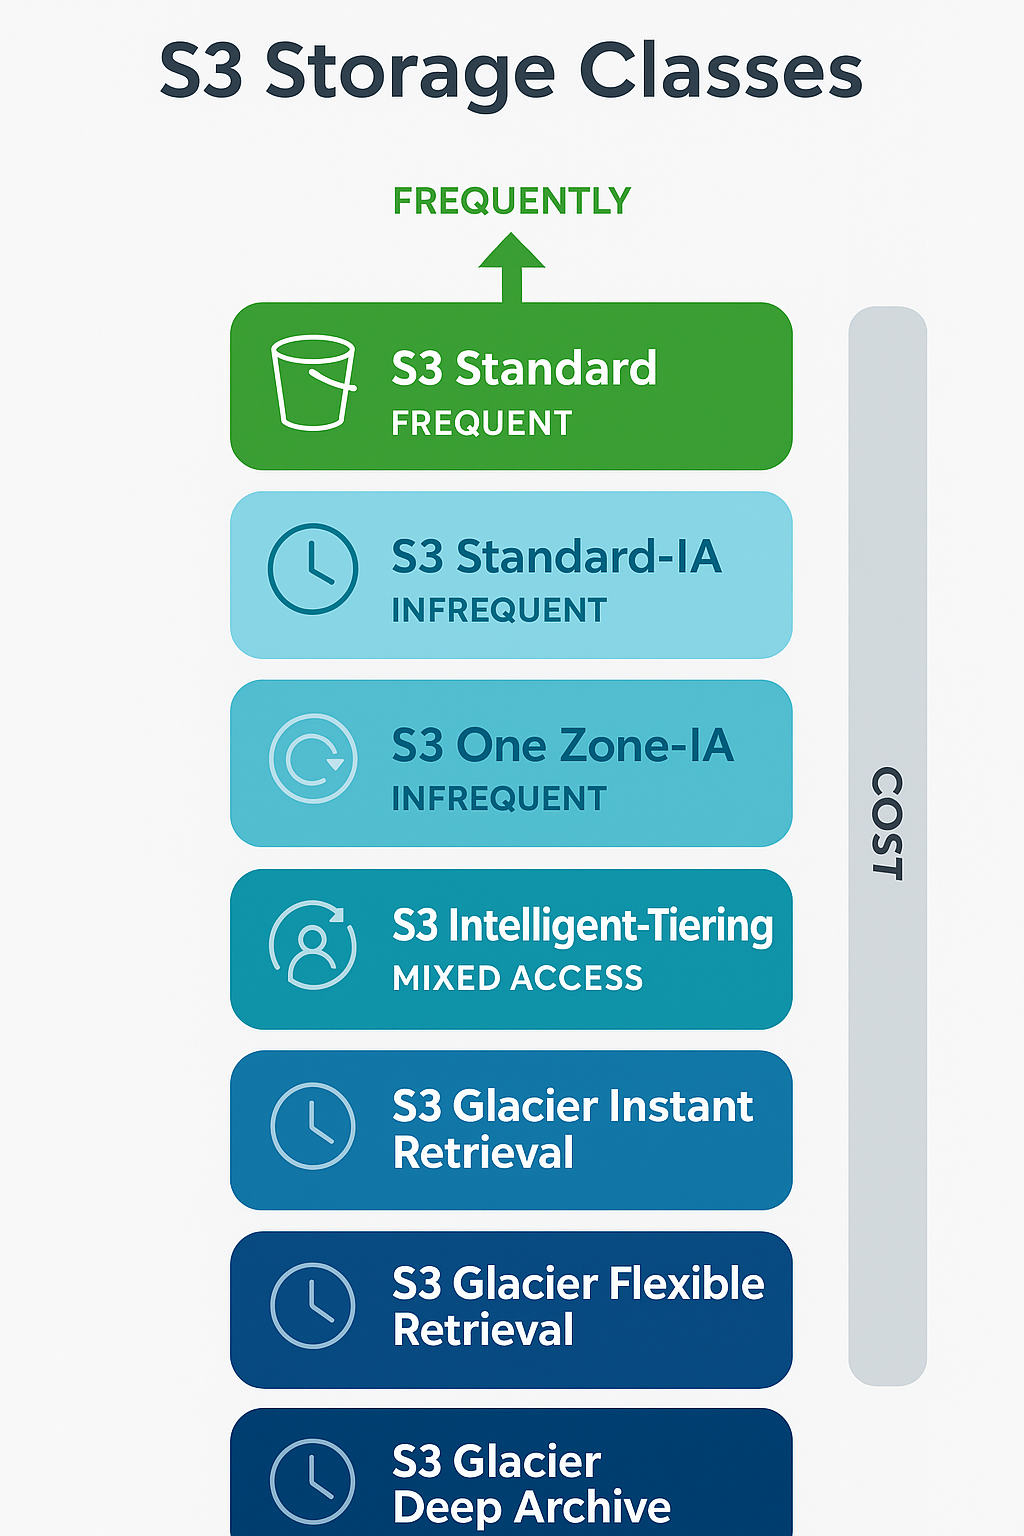 S3 Storage Classes
FREQUENTLY
S3 Standard
FREQUENT
S3 Standard-IA
INFREQUENT
S3 One Zone-IA
INFREQUENT
S3 Intelligent-Tiering
MIXED ACCESS
S3 Glacier Instant
Retrieval
S3 Glacier Flexible
Retrieval
S3 Glacier
Deep Archive
COST